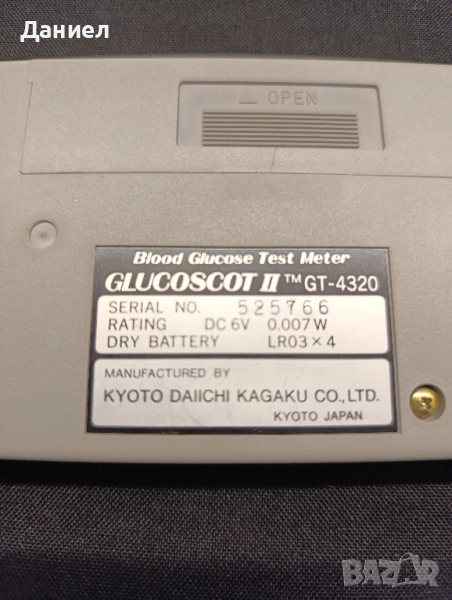 Даниел
△ OPEN
Blood Glucose Test Meter
GLUCOSCOT II ™ GT-4320
SERIAL NO. 525766
RATING DC 6V 0.007W
DRY BATTERY LR03×4
MANUFACTURED BY
KYOTO DAIICHI KAGAKU CO., LTD.
KYOTO JAPAN
BAZAR